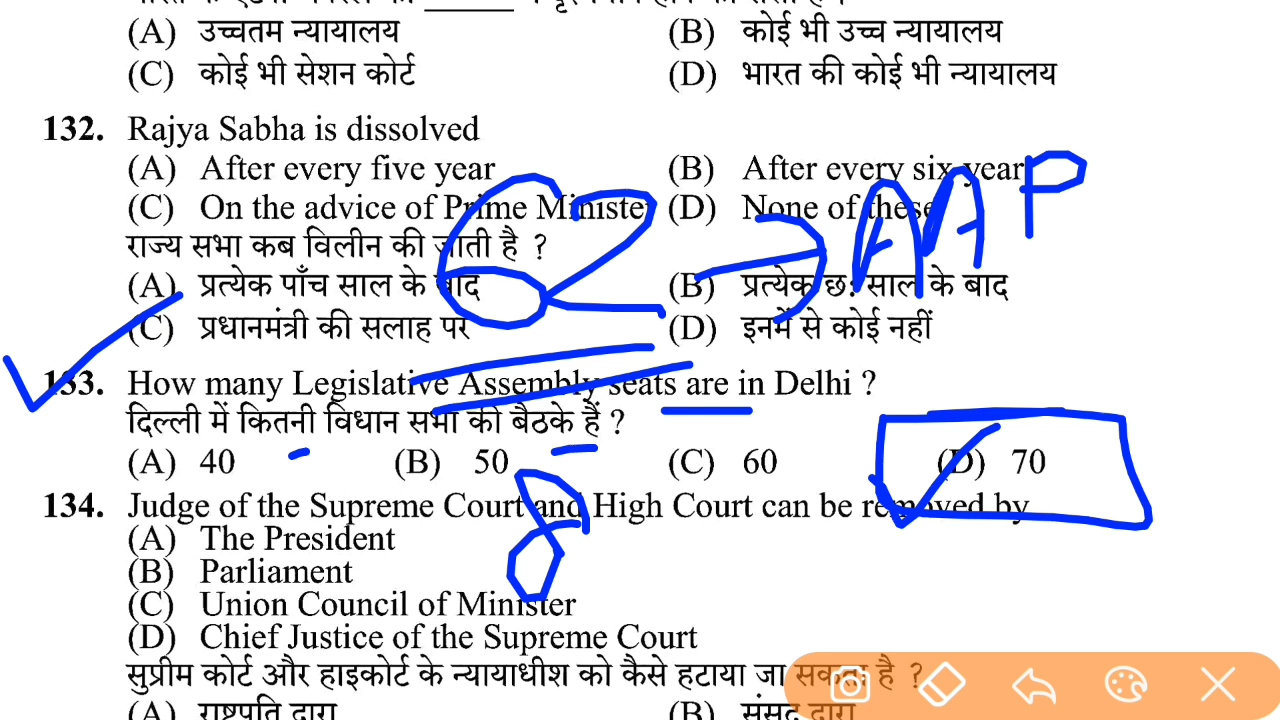 (A) उच्चतम न्यायालय (B) कोई भी उच्च न्यायालय
(C) कोई भी सेशन कोर्ट (D) भारत की कोई भी न्यायालय
132. Rajya Sabha is dissolved
(A) After every five year (B) After every six year
(C) On the advice of Prime Minister (D) None of these
राज्य सभा कब विलीन की जाती है ?
(A) प्रत्येक पाँच साल के बाद (B) प्रत्येक छः साल के बाद
(C) प्रधानमंत्री की सलाह पर (D) इनमें से कोई नहीं
62 → AAP
133. How many Legislative Assembly seats are in Delhi ?
दिल्ली में कितनी विधान सभा की बैठके हैं ?
(A) 40 (B) 50 (C) 60 (D) 70
8
134. Judge of the Supreme Court and High Court can be removed by
(A) The President
(B) Parliament
(C) Union Council of Minister
(D) Chief Justice of the Supreme Court
सुप्रीम कोर्ट और हाइकोर्ट के न्यायाधीश को कैसे हटाया जा सकता है ?
(A) राष्ट्रपति द्वारा (B) संसद द्वारा